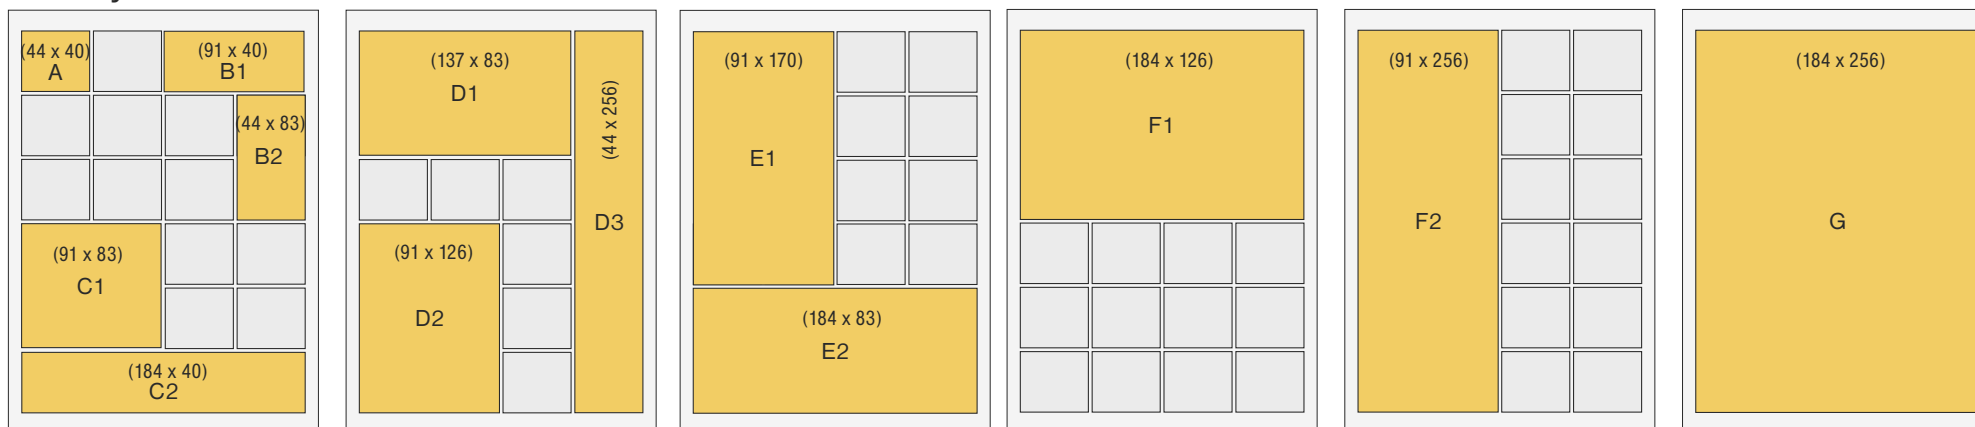 (44 x 40)
A
(91 x 40)
B1
(44 x 83)
B2
(91 x 83)
C1
(184 x 40)
C2
(137 x 83)
D1
(44 x 256)
D3
(91 x 126)
D2
(91 x 170)
E1
(184 x 83)
E2
(184 x 126)
F1
(91 x 256)
F2
(184 x 256)
G